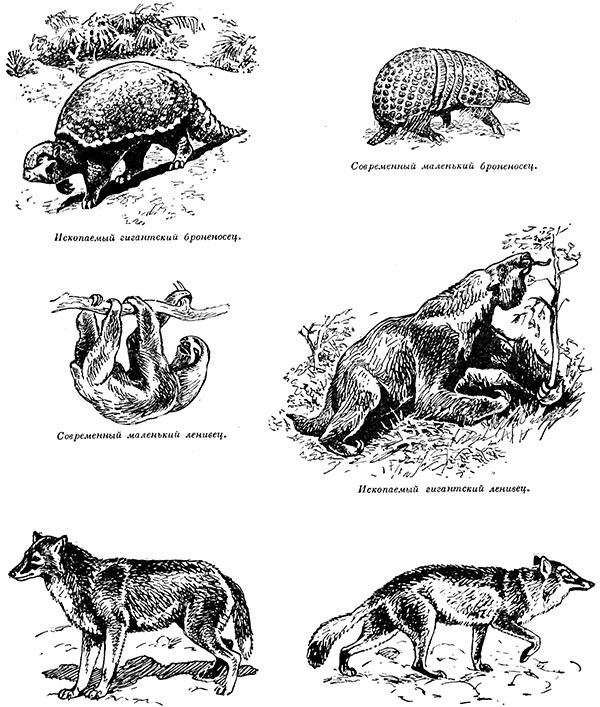 Современный маленький броненосец.
Ископаемый гигантский броненосец.
Современный маленький ленивец.
Ископаемый гигантский ленивец.